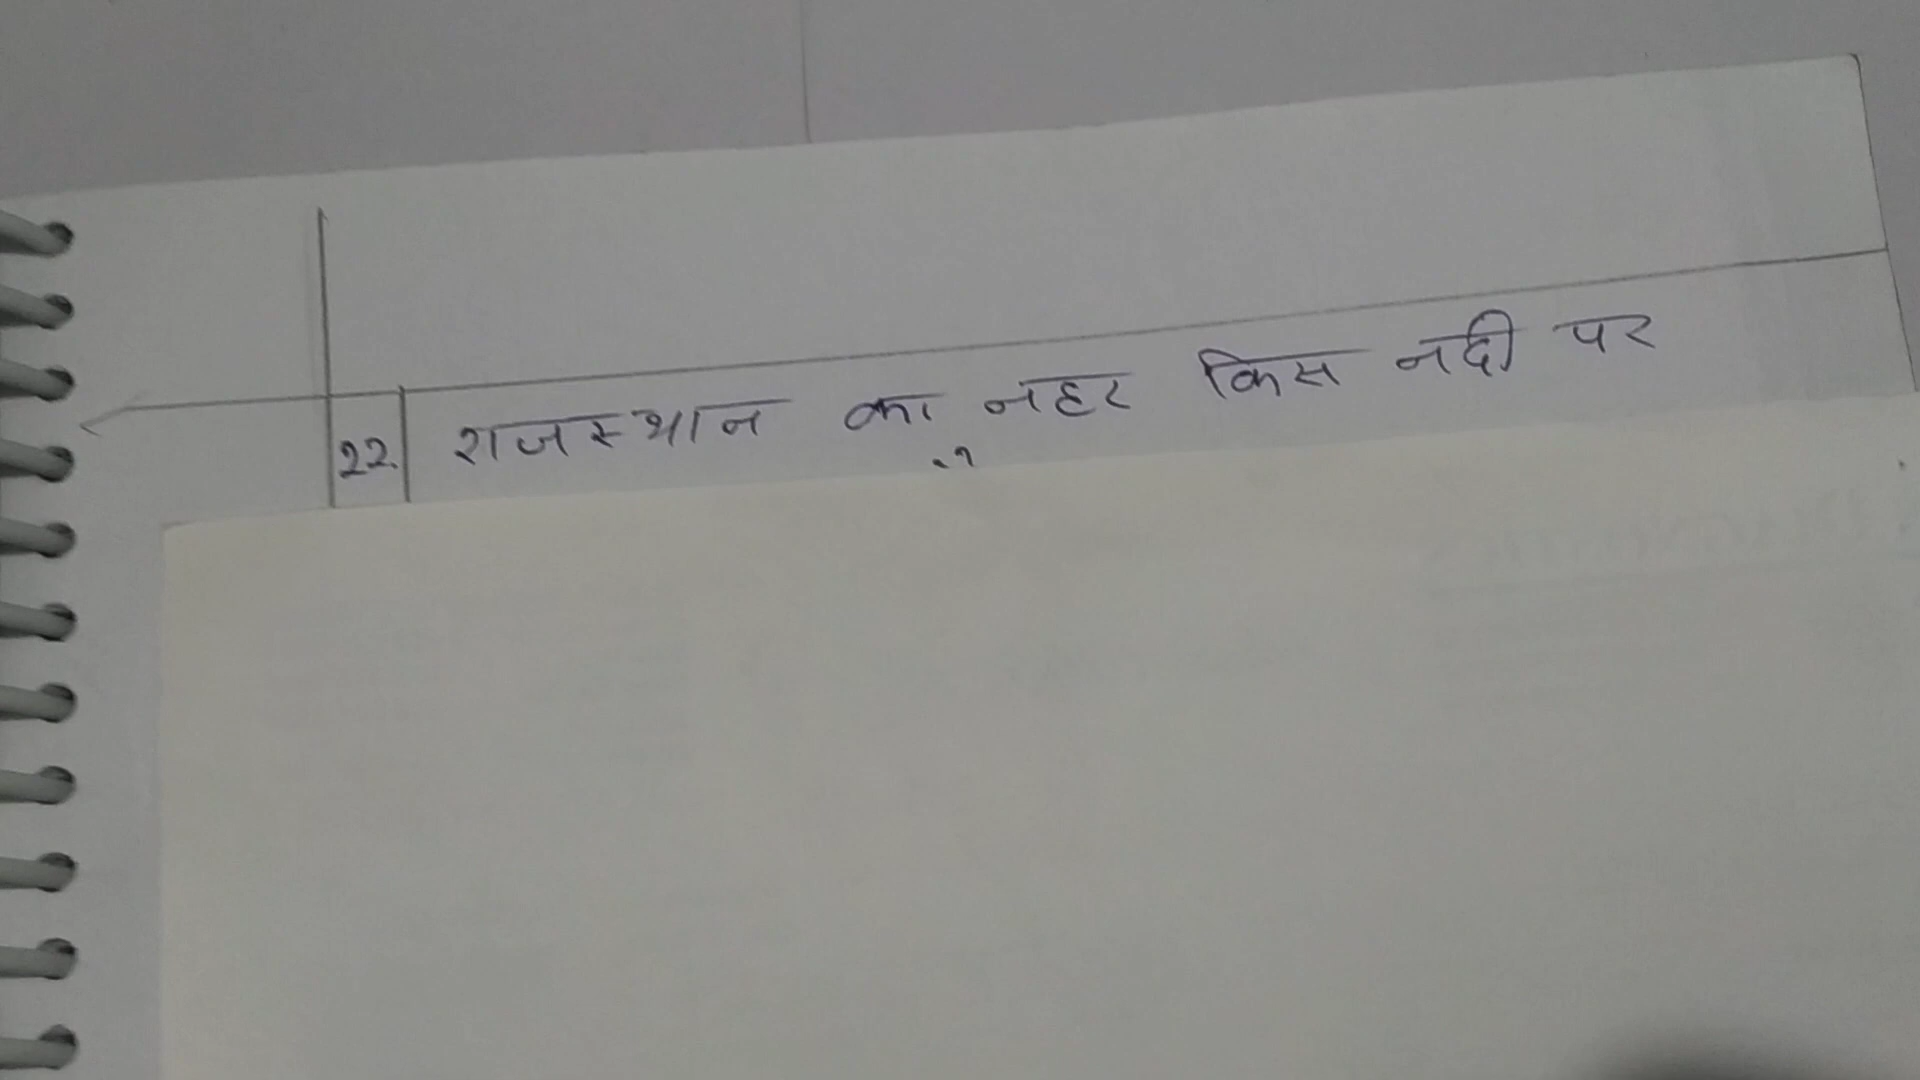 22. राजस्थान का नहर किस नदी पर